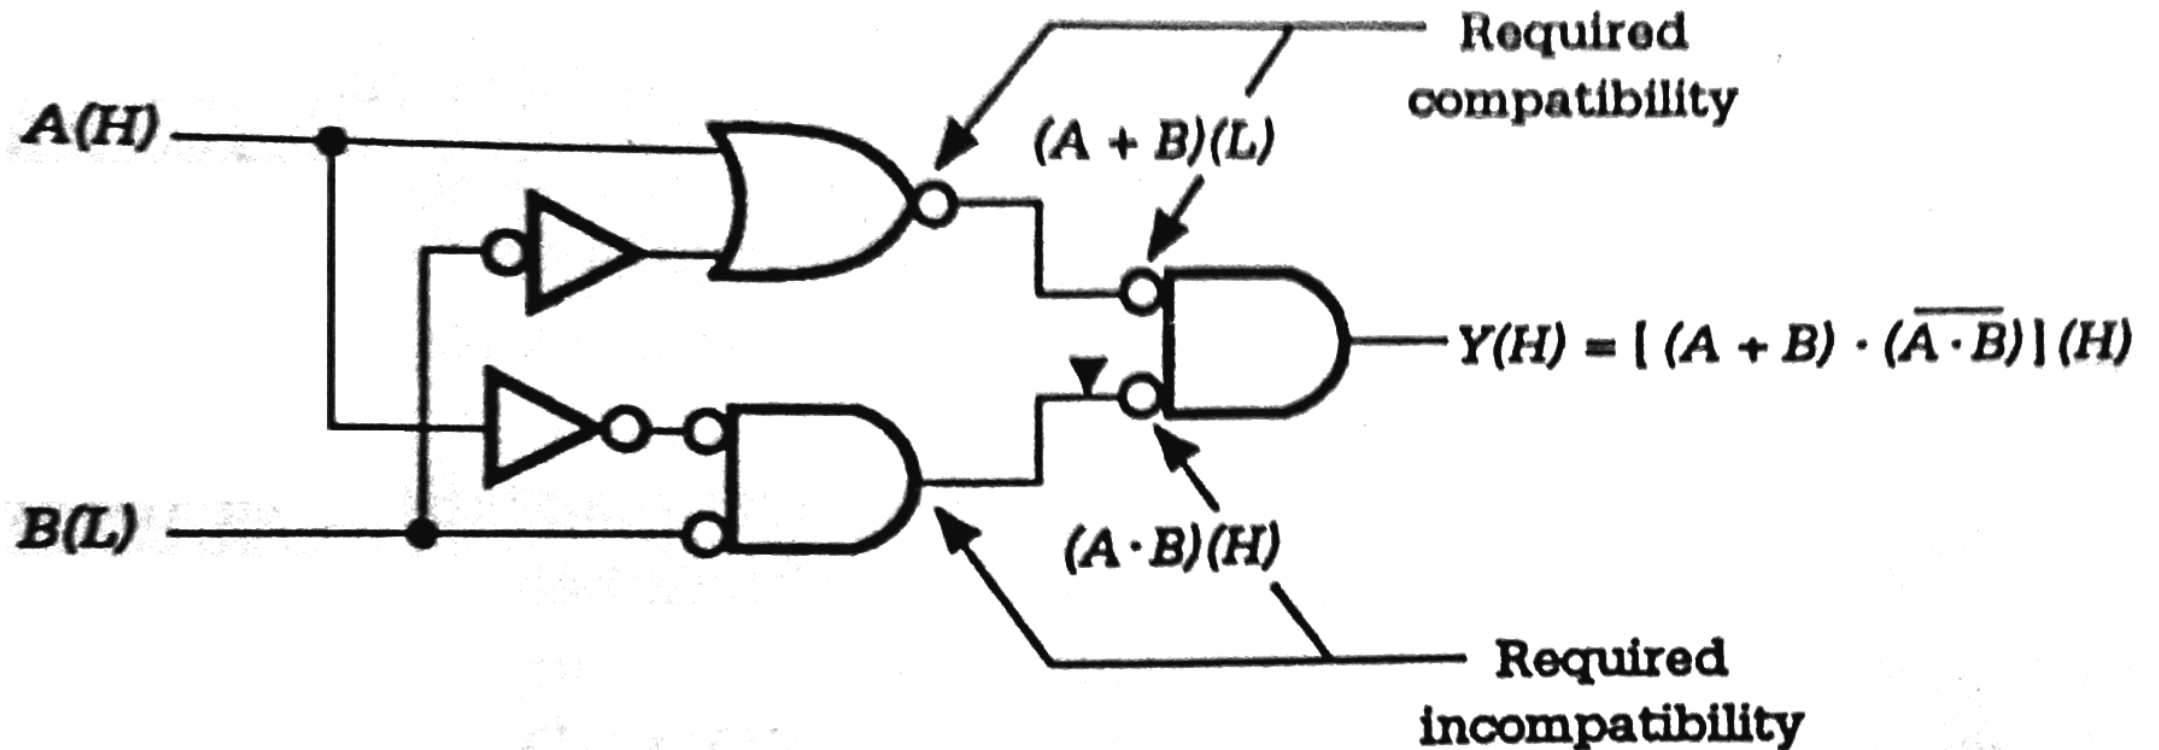 Required
compatibility
A(H)
(A + B)(L)
Y(H) = [ (A + B) · (A̅ ·̅ B̅)] (H)
B(L)
(A · B)(H)
Required
incompatibility